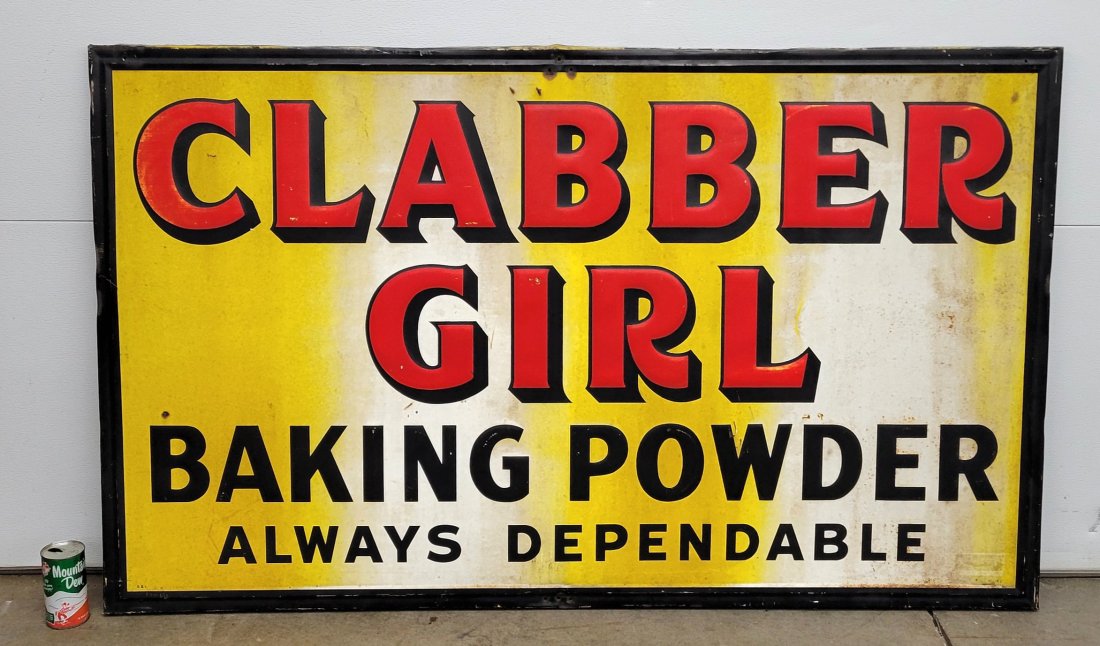 CLABBER
GIRL
BAKING POWDER
ALWAYS DEPENDABLE
Mountain
Dew